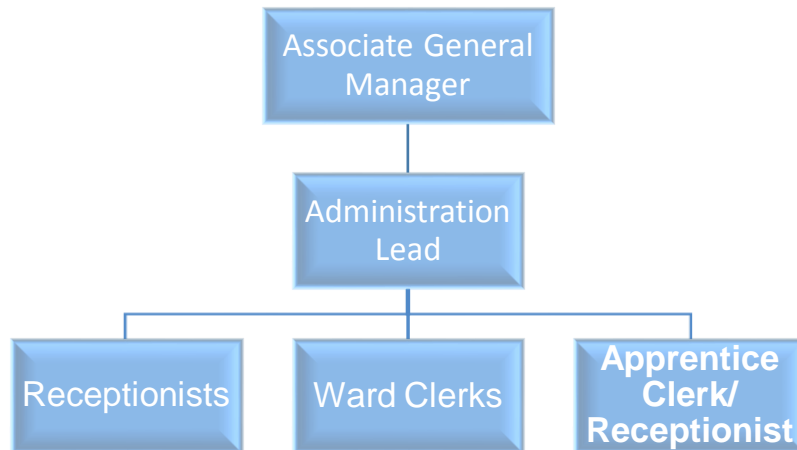 Associate General
Manager
Administration
Lead
Receptionists
Ward Clerks
Apprentice
Clerk/
Receptionist